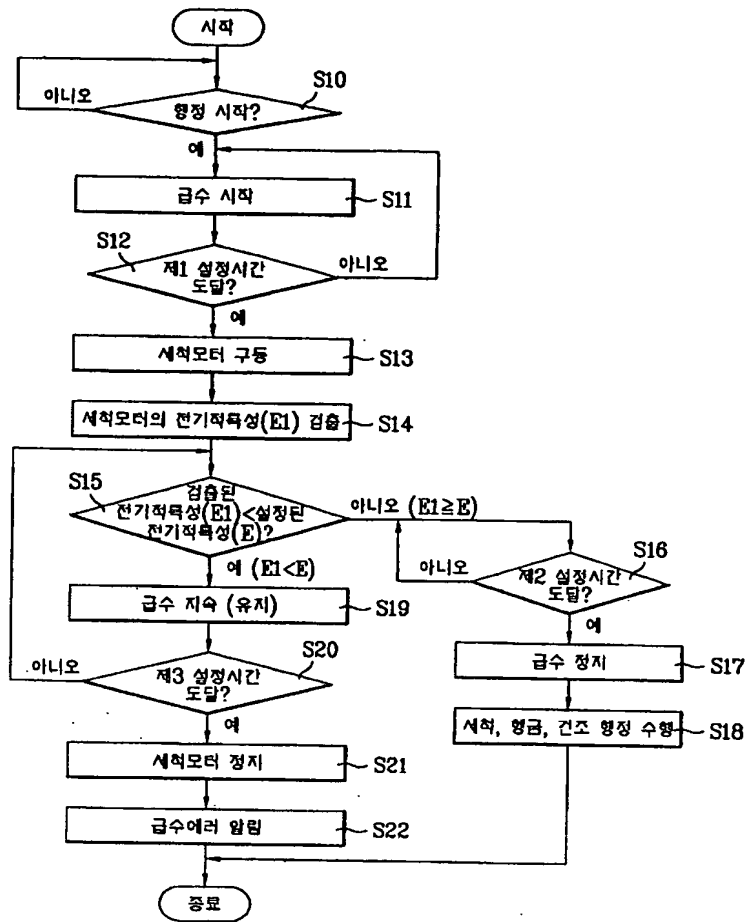 시작
S10
아니오
행정 시작?
예
급수 시작
S11
S12
제1 설정시간
도달?
아니오
예
세척모터 구동
S13
세척모터의 전기적특성(E1) 검출
S14
S15
검출된
전기적특성(E1)<설정된
전기적특성(E)?
아니오 (E1≧E)
예 (E1<E)
S16
아니오
제2 설정시간
도달?
예
급수 지속 (유지)
S19
S20
아니오
제3 설정시간
도달?
예
급수 정지
S17
세척, 헹굼, 건조 행정 수행
S18
세척모터 정지
S21
급수에러 알림
S22
종료